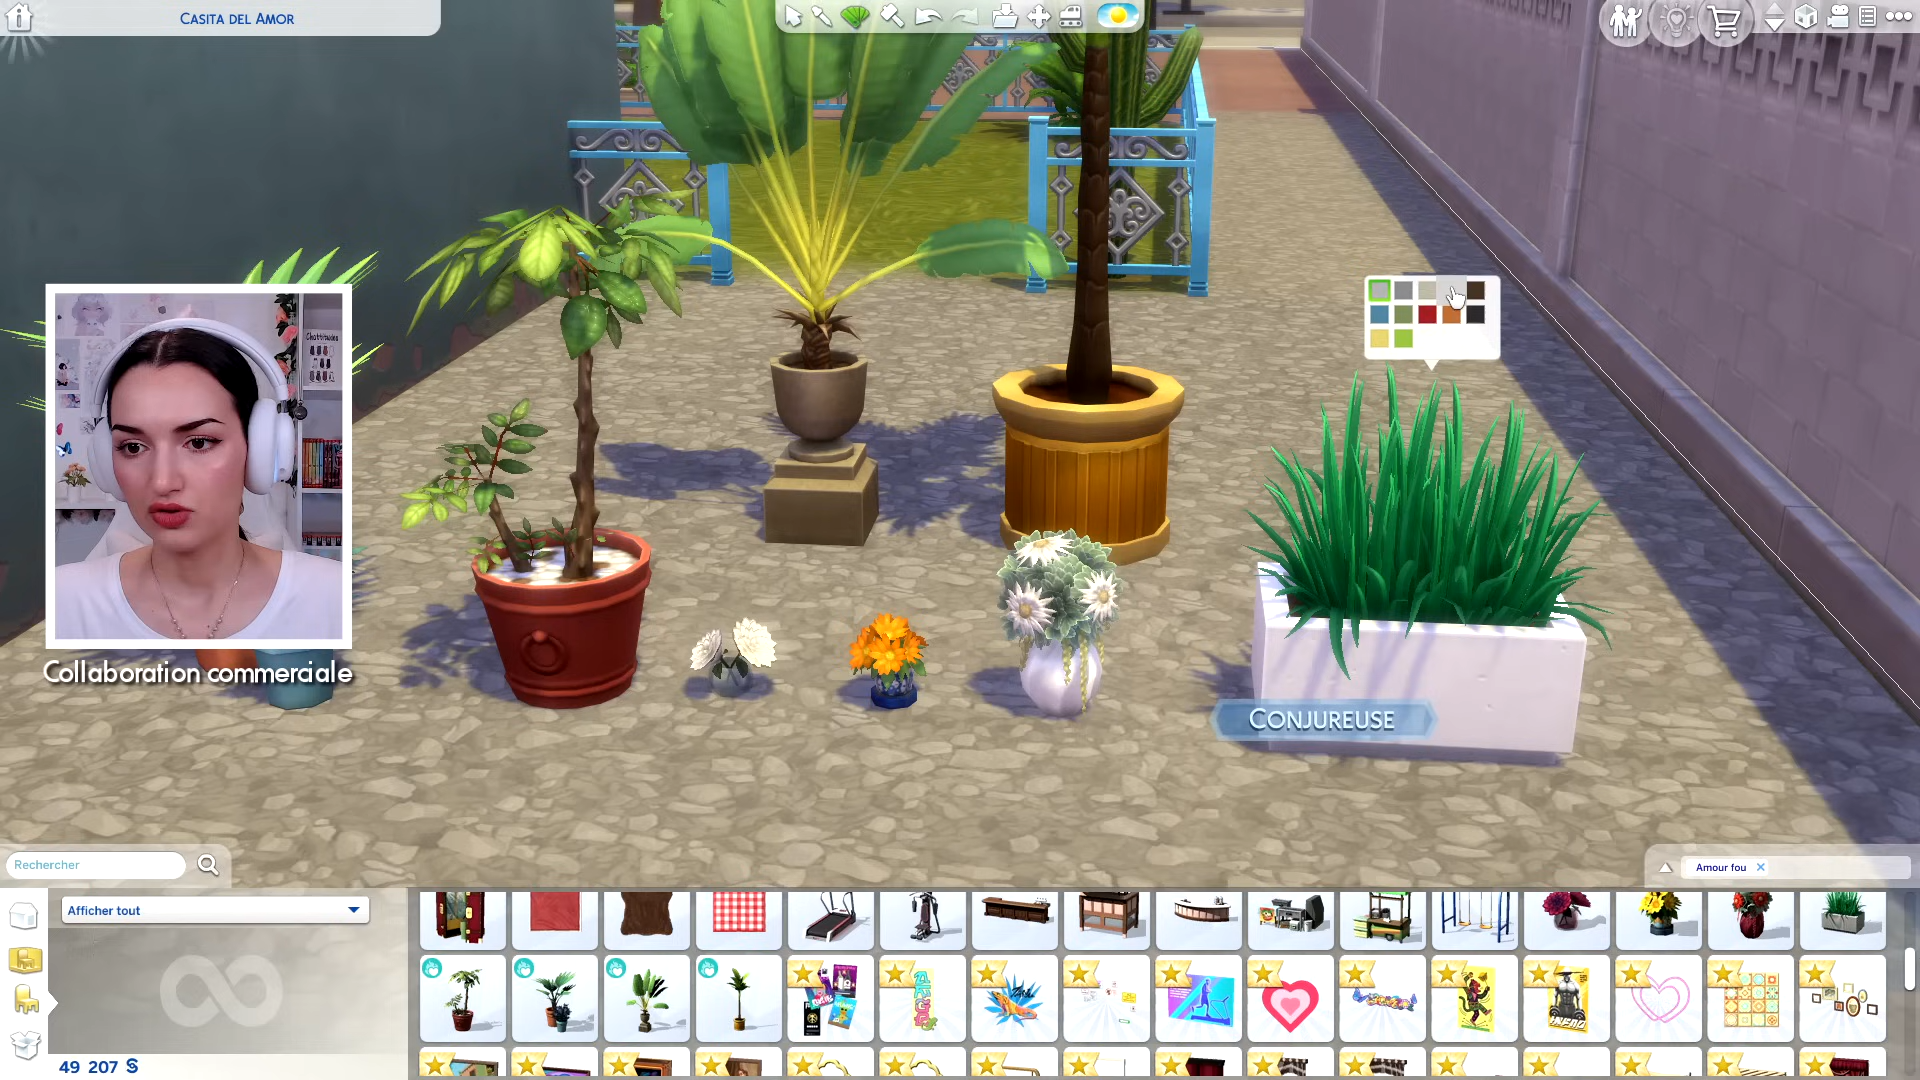 Casita del Amor
Collaboration commerciale
Conjureuse
Rechercher
Amour fou
Afficher tout
49 207 S